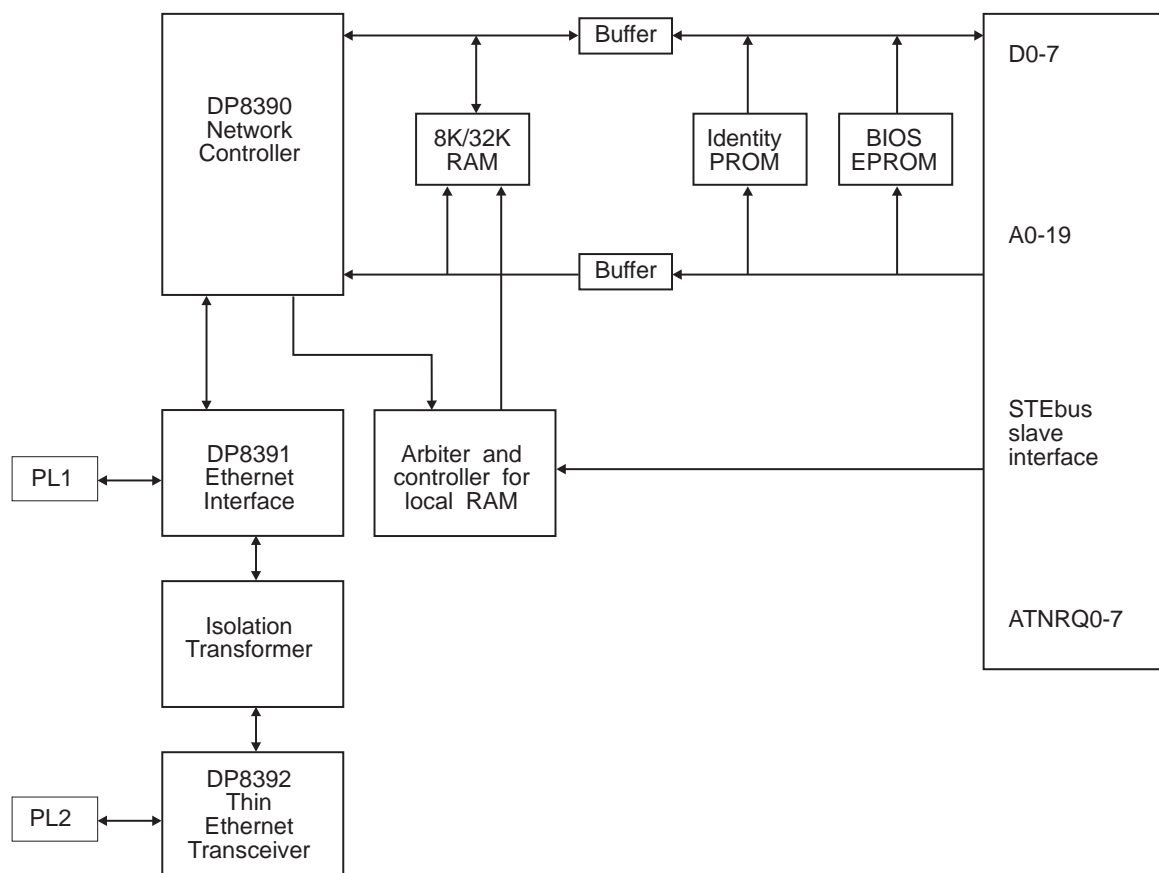 Buffer
D0-7
DP8390
Network
Controller
8K/32K
RAM
Identity
PROM
BIOS
EPROM
A0-19
Buffer
STEbus
slave
interface
DP8391
Ethernet
Interface
Arbiter and
controller for
local RAM
PL1
Isolation
Transformer
ATNRQ0-7
DP8392
Thin
Ethernet
Transceiver
PL2